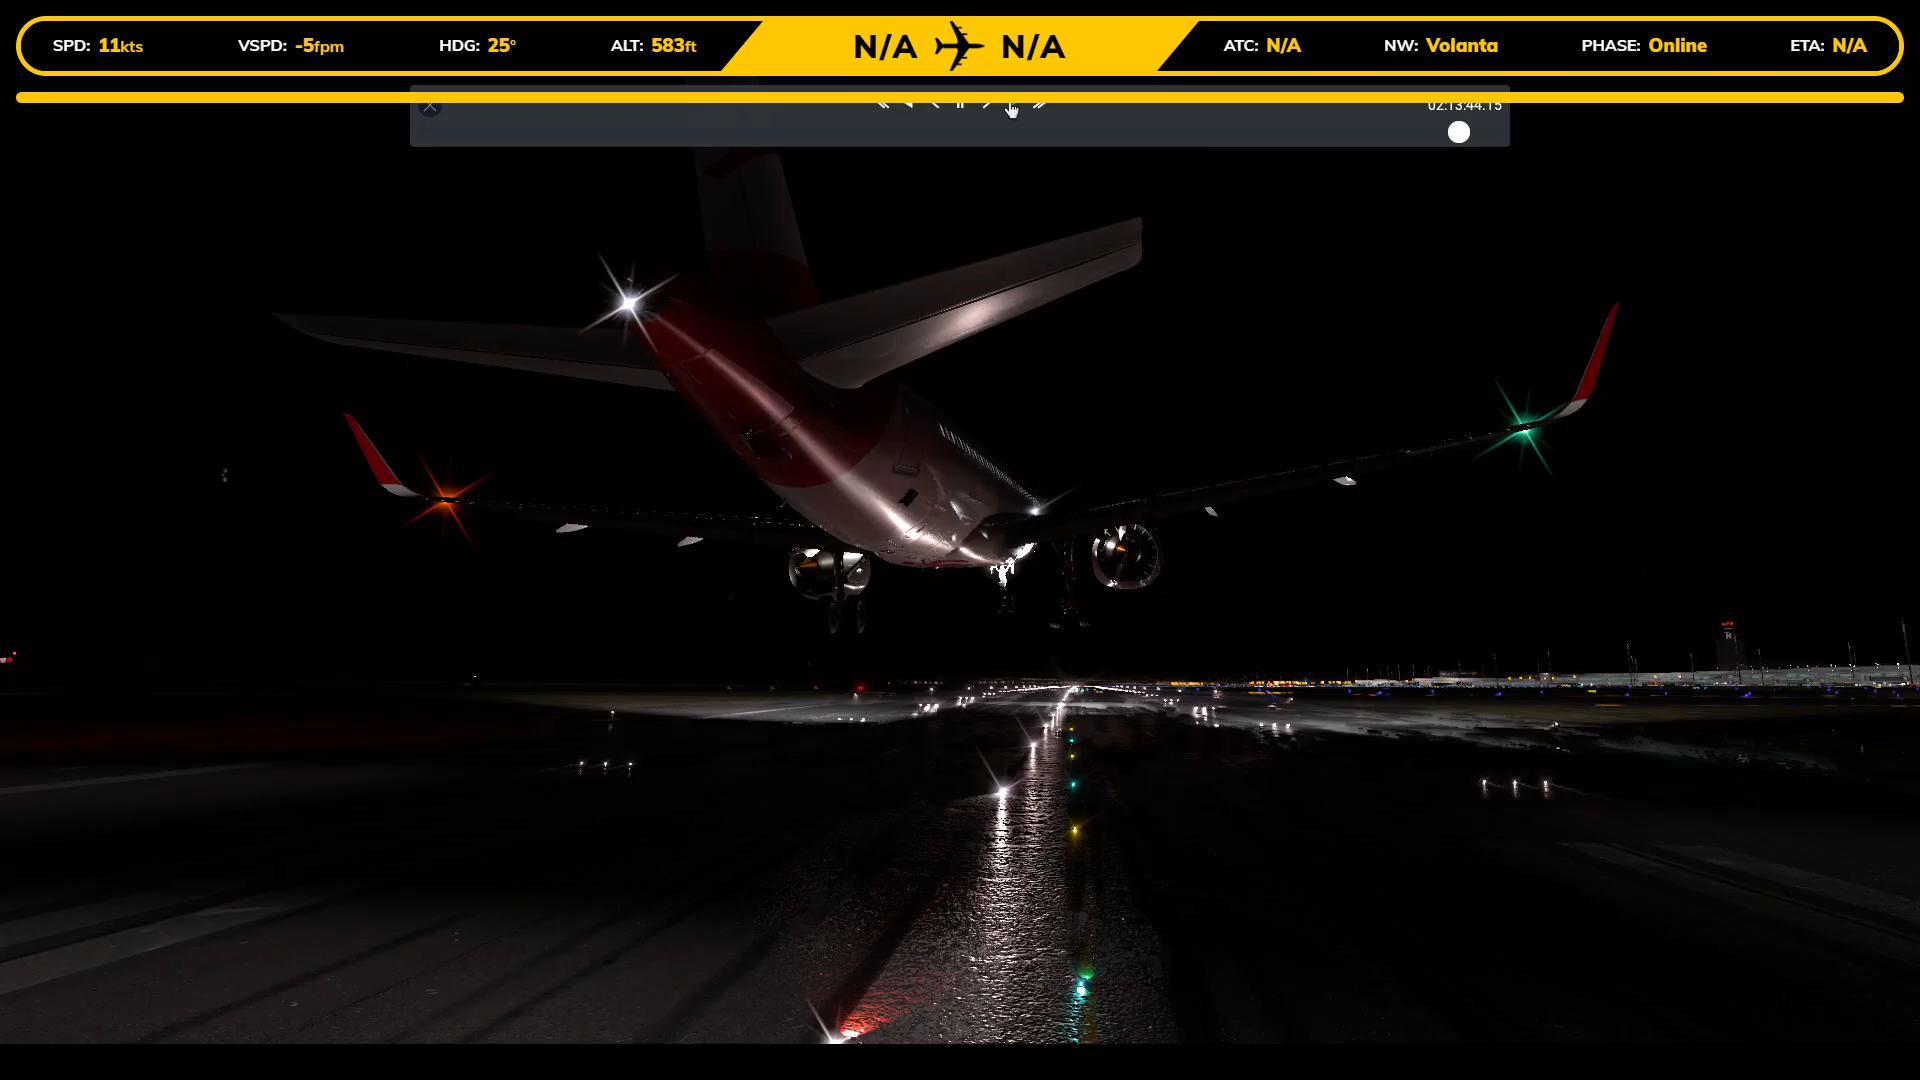 SPD: 11kts VSPD: -5fpm HDG: 25° ALT: 583ft N/A N/A ATC: N/A NW: Volanta PHASE: Online ETA: N/A
02:13:44.15